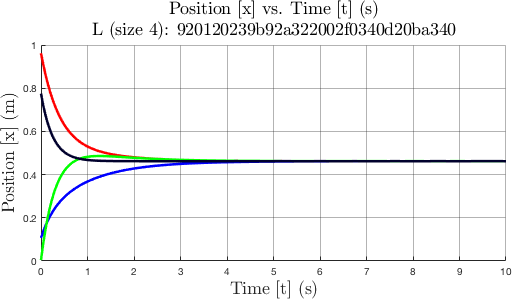 Position [x] vs. Time [t] (s)
L (size 4): 920120239b92a322002f0340d20ba340
Position [x] (m)
1
0.8
0.6
0.4
0.2
0
0 1 2 3 4 5 6 7 8 9 10
Time [t] (s)